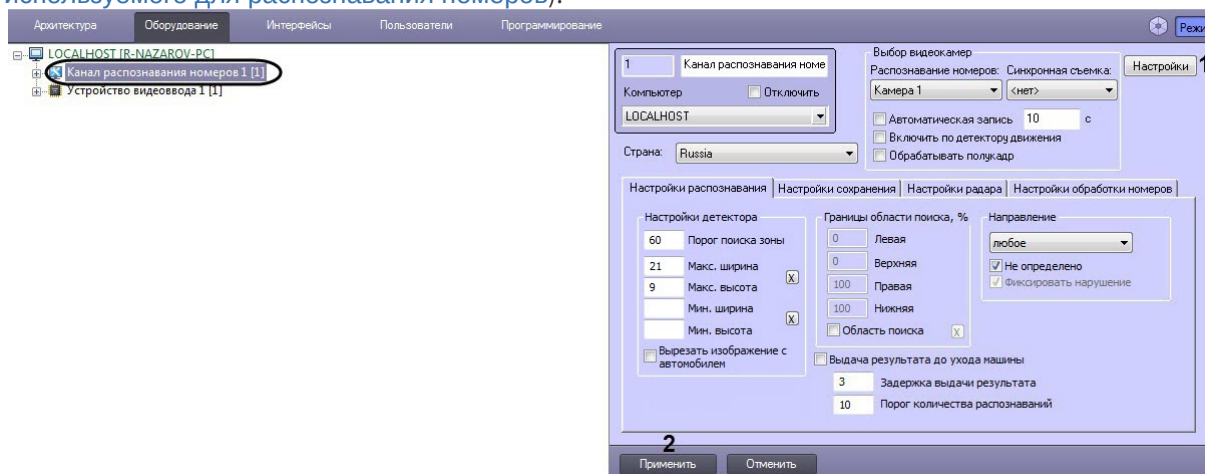 используемого для распознавания номеров).
Архитектура Оборудование Интерфейсы Пользователи Программирование Режи
LOCALHOST [R-NAZAROV-PC]
Канал распознавания номеров 1 [1]
Устройство видеоввода 1 [1]
1 Канал распознавания номе
Компьютер Отключить
LOCALHOST
Страна: Russia
Выбор видеокамер
Распознавание номеров: Синхронная съемка:
Камера 1 <нет>
Автоматическая запись 10 с
Включить по детектору движения
Обрабатывать полукадр
Настройки 1
Настройки распознавания Настройки сохранения Настройки радара Настройки обработки номеров
Настройки детектора
60 Порог поиска зоны
21 Макс. ширина
9 Макс. высота
X
Мин. ширина
Мин. высота
X
Вырезать изображение с
автомобилем
Границы области поиска, %
0 Левая
0 Верхняя
100 Правая
100 Нижняя
Область поиска X
Направление
любое
Не определено
Фиксировать нарушение
Выдача результата до ухода машины
3 Задержка выдачи результата
10 Порог количества распознаваний
2
Применить Отменить